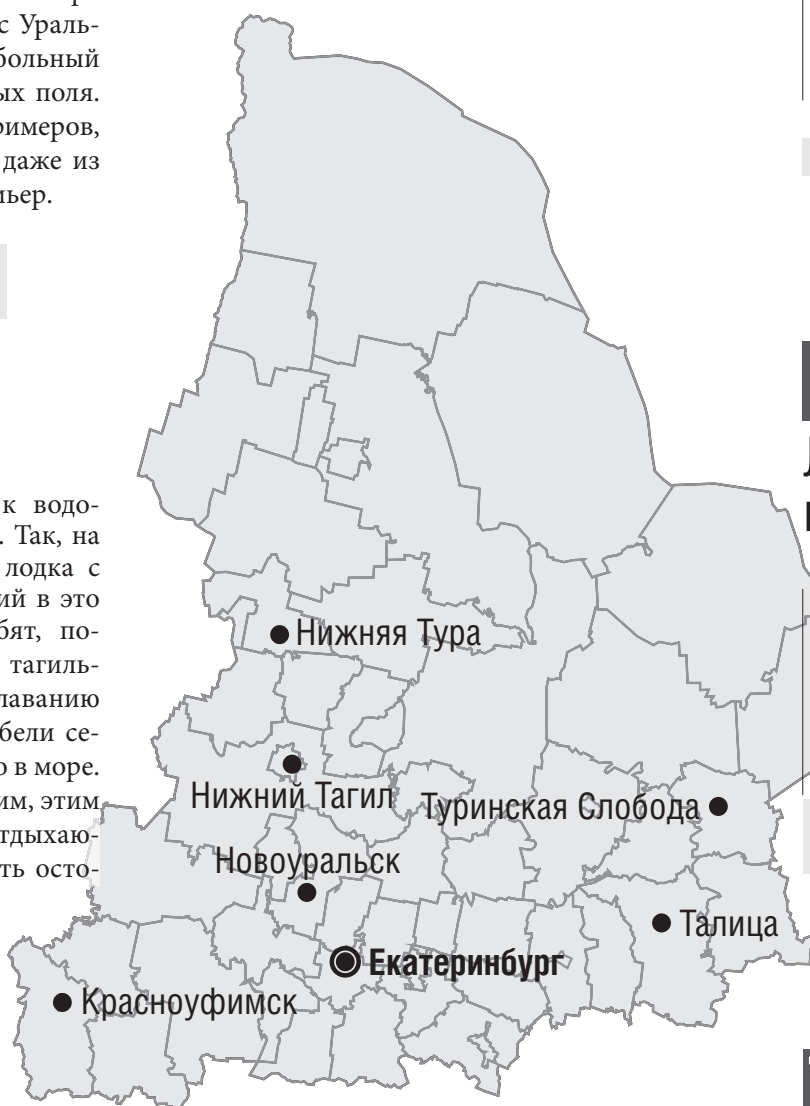 с Ураль-
больный
ых поля.
римеров,
даже из
мьер.
к водо-
. Так, на
лодка с
ий в это
бят, по-
тагиль-
лаванию
бели се-
о в море.
им, этим
тдыхаю-
ть осто-
Нижняя Тура
Нижний Тагил
Туринская Слобода
Новоуральск
Талица
Екатеринбург
Красноуфимск